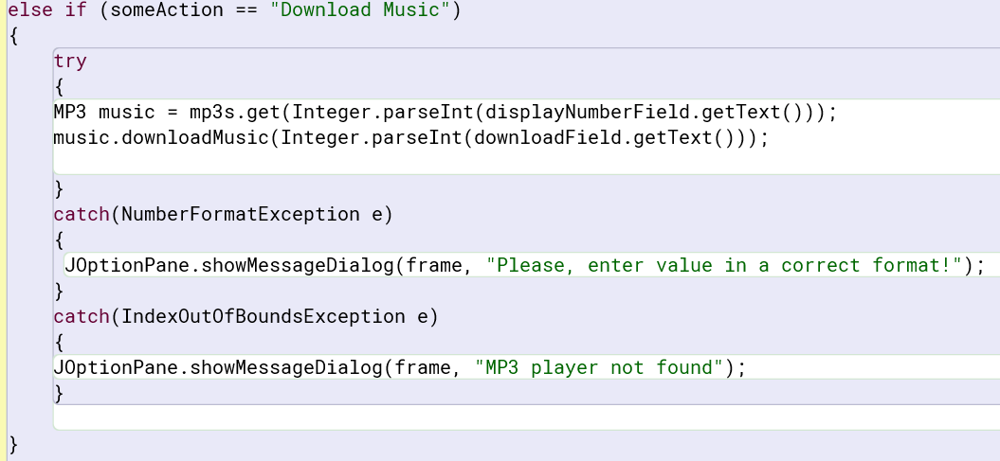 else if (someAction == "Download Music")
{
try
{
MP3 music = mp3s.get(Integer.parseInt(displayNumberField.getText()));
music.downloadMusic(Integer.parseInt(downloadField.getText()));
}
catch(NumberFormatException e)
{
JOptionPane.showMessageDialog(frame, "Please, enter value in a correct format!");
}
catch(IndexOutOfBoundsException e)
{
JOptionPane.showMessageDialog(frame, "MP3 player not found");
}
}